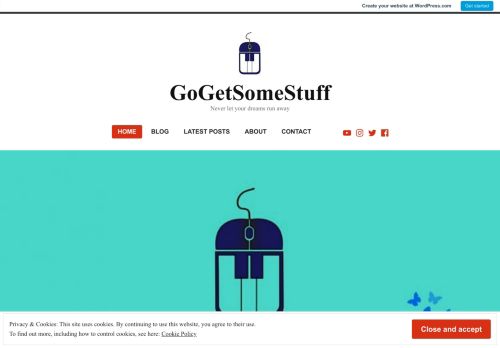 Create your website at WordPress.com
Get started
GoGetSomeStuff
Never let your dreams run away
HOME BLOG LATEST POSTS ABOUT CONTACT
Privacy & Cookies: This site uses cookies. By continuing to use this website, you agree to their use.
To find out more, including how to control cookies, see here: Cookie Policy
Close and accept